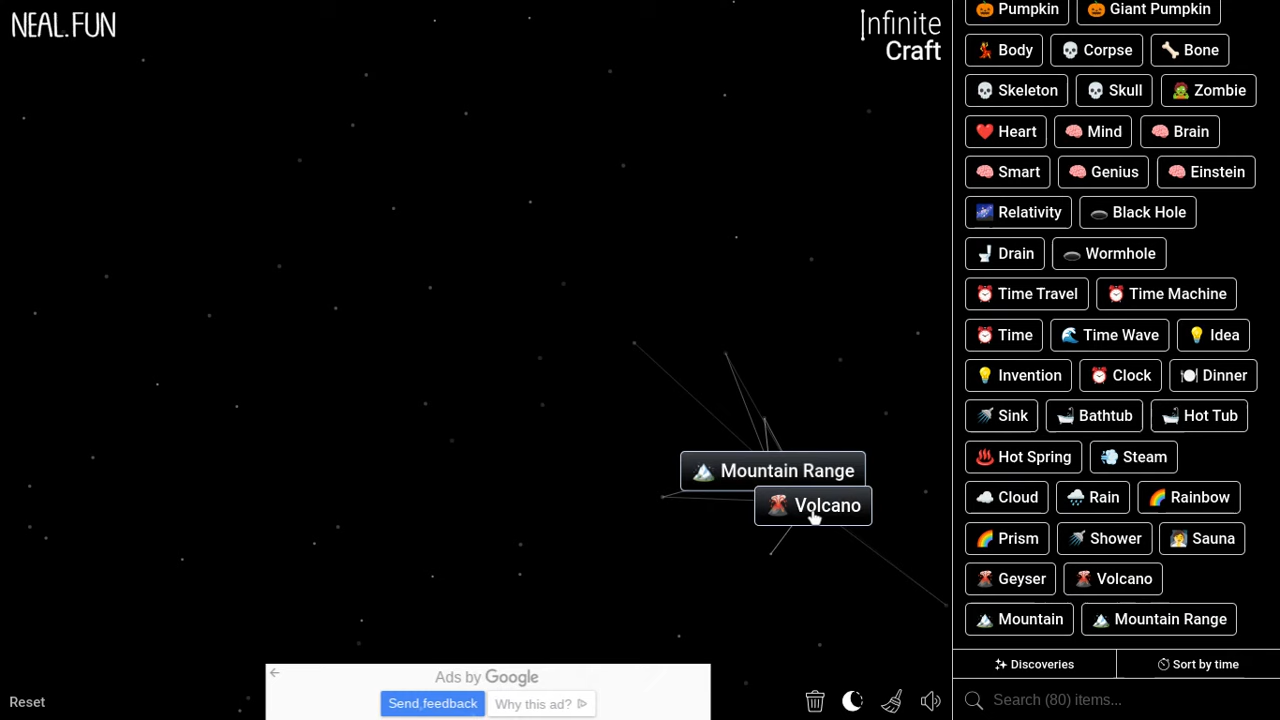 NEAL.FUN
Infinite
Craft
🎃 Pumpkin 🎃 Giant Pumpkin
💃 Body 💀 Corpse 🦴 Bone
💀 Skeleton 💀 Skull 🧟 Zombie
❤️ Heart 🧠 Mind 🧠 Brain
🧠 Smart 🧠 Genius 🧠 Einstein
🌌 Relativity 🕳️ Black Hole
🚽 Drain 🕳️ Wormhole
⏰ Time Travel ⏰ Time Machine
⏰ Time 🌊 Time Wave 💡 Idea
💡 Invention ⏰ Clock 🍽️ Dinner
🚿 Sink 🛁 Bathtub 🛁 Hot Tub
♨️ Hot Spring 💨 Steam
☁️ Cloud 🌧️ Rain 🌈 Rainbow
🌈 Prism 🚿 Shower 🧖 Sauna
🌋 Geyser 🌋 Volcano
🏔️ Mountain 🏔️ Mountain Range
🏔️ Mountain Range
🌋 Volcano
✨ Discoveries ⏱ Sort by time
Search (80) items...
Ads by Google
Send feedback Why this ad?
Reset